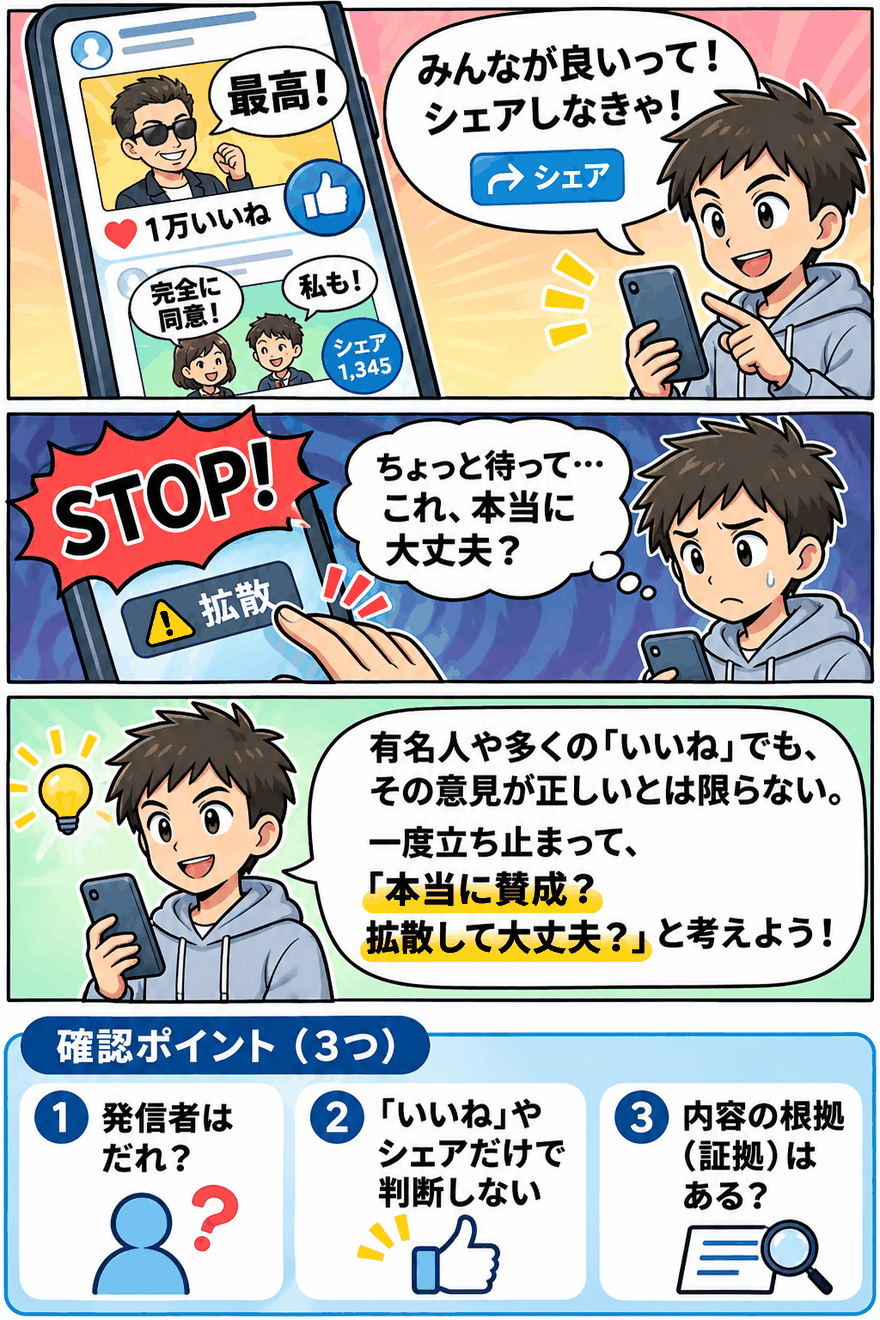 最高!
1万いいね
完全に
同意!
私も!
シェア
1,345
みんなが良いって!
シェアしなきゃ!
シェア
STOP!
拡散
ちょっと待って…
これ、本当に
大丈夫?
有名人や多くの「いいね」でも、
その意見が正しいとは限らない。
一度立ち止まって、
「本当に賛成?
拡散して大丈夫?」と考えよう!
確認ポイント(3つ)
1 発信者は
だれ?
2 「いいね」や
シェアだけで
判断しない
3 内容の根拠
(証拠)は
ある?